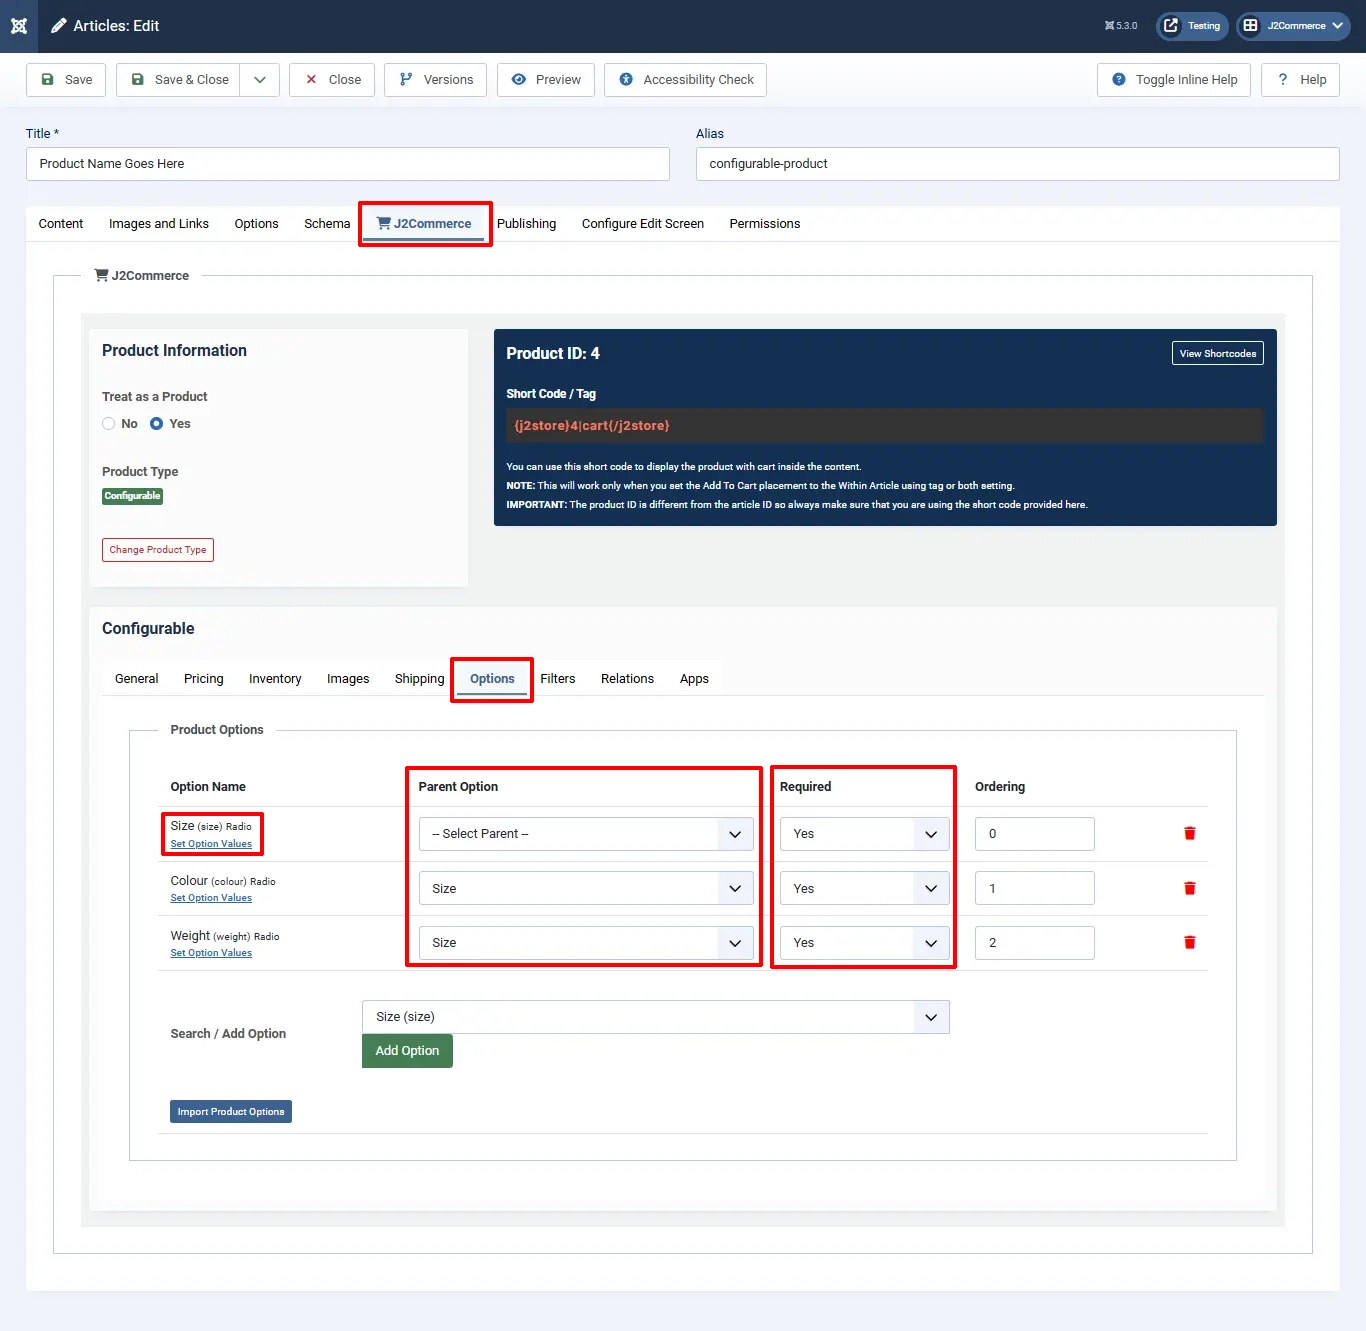 Articles: Edit
5.3.0
Testing
J2Commerce
Save
Save & Close
Close
Versions
Preview
Accessibility Check
Toggle Inline Help
? Help
Title *
Alias
Product Name Goes Here
configurable-product
Content
Images and Links
Options
Schema
J2Commerce
Publishing
Configure Edit Screen
Permissions
J2Commerce
Product Information
Treat as a Product
No
Yes
Product Type
Configurable
Change Product Type
Product ID: 4
View Shortcodes
Short Code / Tag
{j2store}4|cart{/j2store}
You can use this short code to display the product with cart inside the content.
NOTE: This will work only when you set the Add To Cart placement to the Within Article using tag or both setting.
IMPORTANT: The product ID is different from the article ID so always make sure that you are using the short code provided here.
Configurable
General
Pricing
Inventory
Images
Shipping
Options
Filters
Relations
Apps
Product Options
Option Name
Parent Option
Required
Ordering
Size (size) Radio
Set Option Values
-- Select Parent --
Yes
0
Colour (colour) Radio
Set Option Values
Size
Yes
1
Weight (weight) Radio
Set Option Values
Size
Yes
2
Search / Add Option
Size (size)
Add Option
Import Product Options